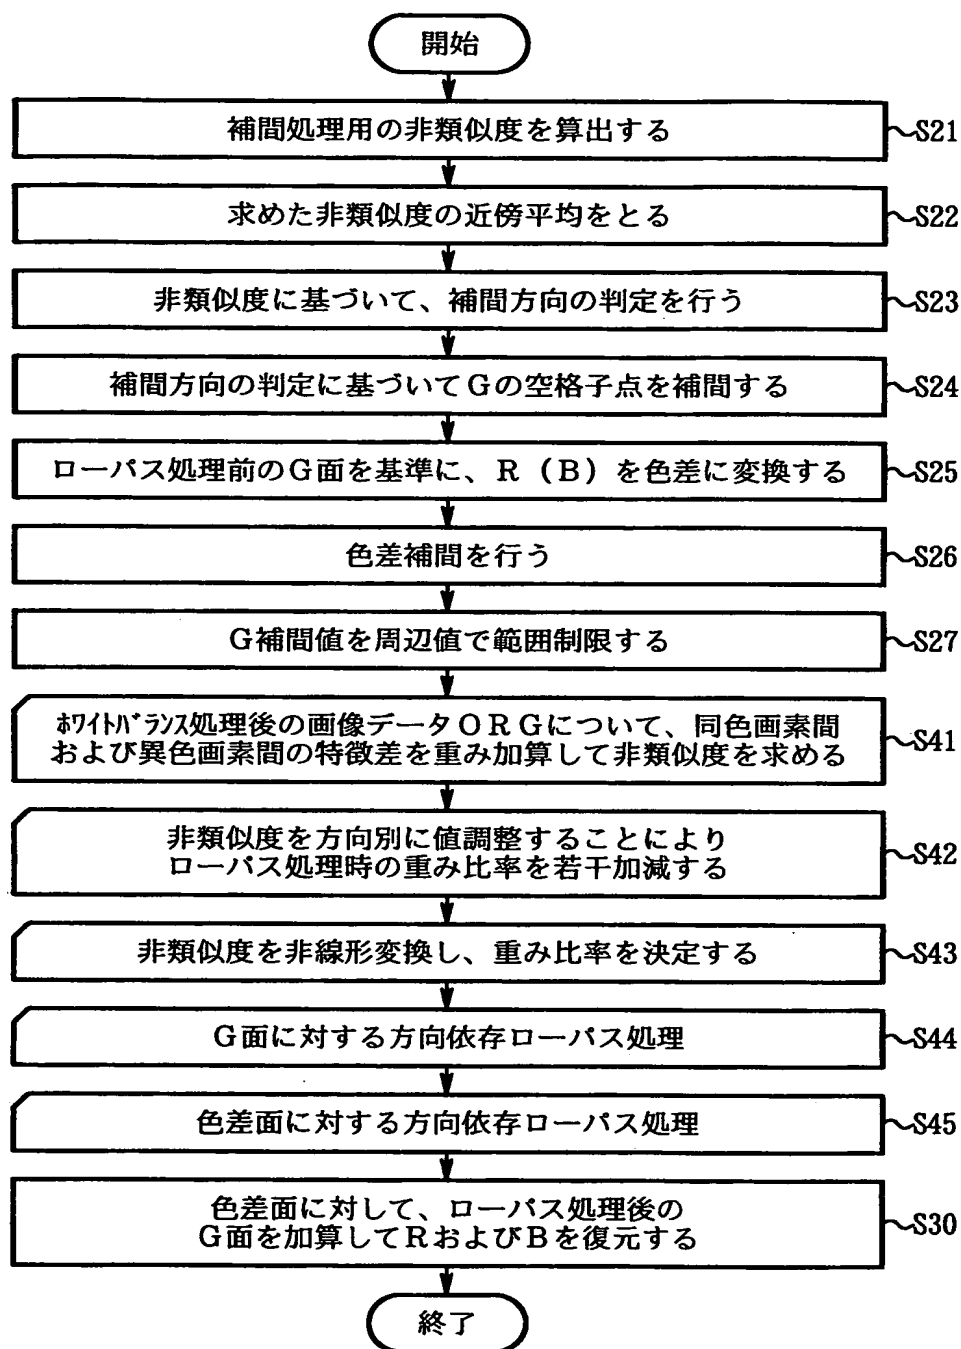 開始
補間処理用の非類似度を算出する
S21
求めた非類似度の近傍平均をとる
S22
非類似度に基づいて、補間方向の判定を行う
S23
補間方向の判定に基づいてGの空格子点を補間する
S24
ローパス処理前のG面を基準に、R(B)を色差に変換する
S25
色差補間を行う
S26
G補間値を周辺値で範囲制限する
S27
ﾎﾜｲﾄﾊﾞﾗﾝｽ処理後の画像データORGについて、同色画素間
および異色画素間の特徴差を重み加算して非類似度を求める
S41
非類似度を方向別に値調整することにより
ローパス処理時の重み比率を若干加減する
S42
非類似度を非線形変換し、重み比率を決定する
S43
G面に対する方向依存ローパス処理
S44
色差面に対する方向依存ローパス処理
S45
色差面に対して、ローパス処理後の
G面を加算してRおよびBを復元する
S30
終了